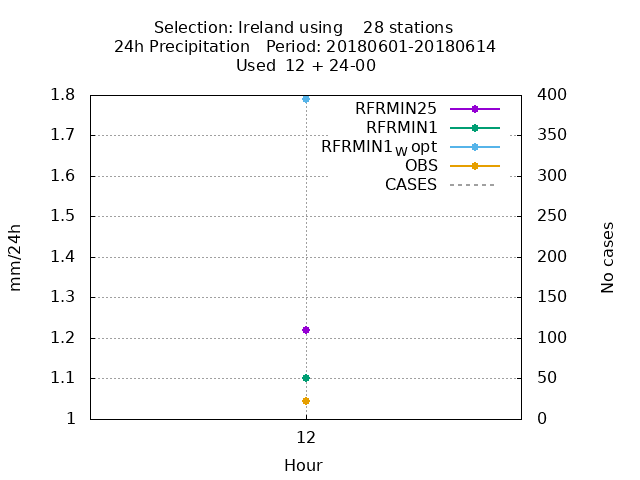 Selection: Ireland using    28 stations
24h Precipitation   Period: 20180601-20180614
Used  12 + 24-00
1.8
1.7
1.6
1.5
1.4
1.3
1.2
1.1
1
400
350
300
250
200
150
100
50
0
RFRMIN25
RFRMIN1
RFRMIN1wopt
OBS
CASES
mm/24h
No cases
12
Hour